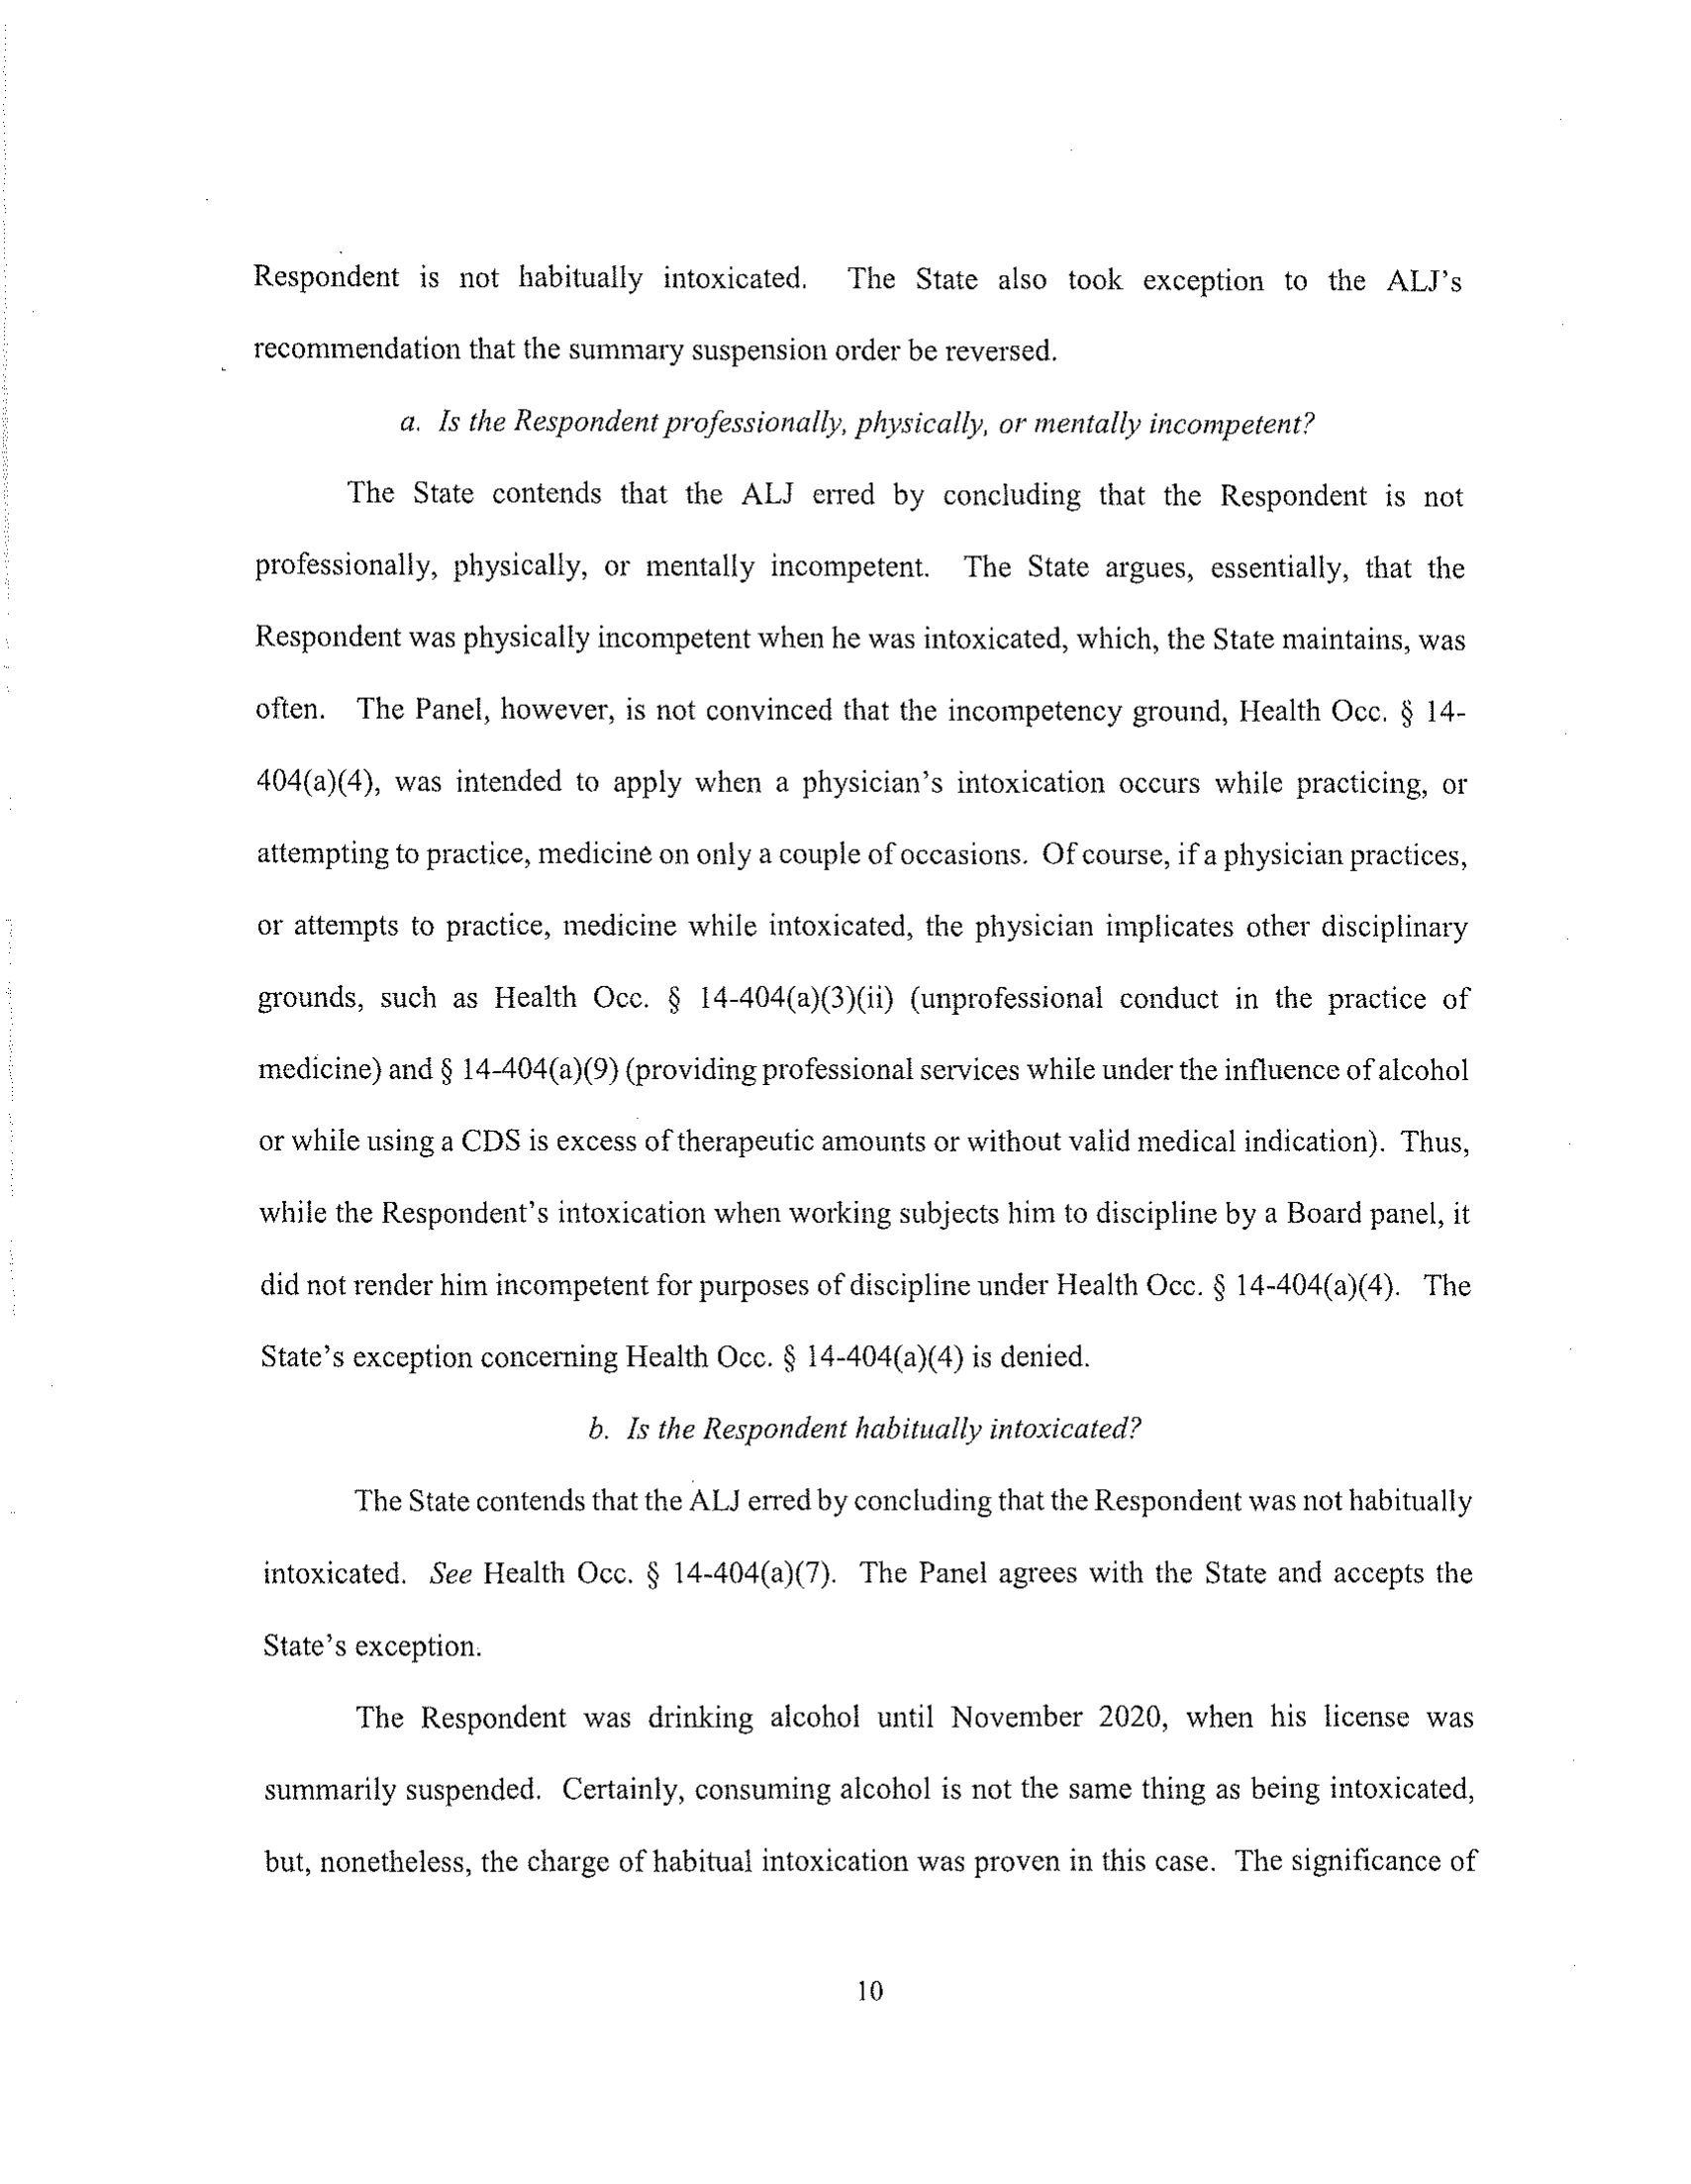 Respondent is not habitually intoxicated. The State also took exception to the ALJ's
recommendation that the summary suspension order be reversed.
a. Is the Respondent professionally, physically, or mentally incompetent?
The State contends that the ALJ erred by concluding that the Respondent is not
professionally, physically, or mentally incompetent. The State argues, essentially, that the
Respondent was physically incompetent when he was intoxicated, which, the State maintains, was
often. The Panel, however, is not convinced that the incompetency ground, Health Occ. § 14-
404(a)(4), was intended to apply when a physician's intoxication occurs while practicing, or
attempting to practice, medicine on only a couple of occasions. Of course, if a physician practices,
or attempts to practice, medicine while intoxicated, the physician implicates other disciplinary
grounds, such as Health Occ. § 14-404(a)(3)(ii) (unprofessional conduct in the practice of
medicine) and § 14-404(a)(9) (providing professional services while under the influence of alcohol
or while using a CDS is excess of therapeutic amounts or without valid medical indication). Thus,
while the Respondent's intoxication when working subjects him to discipline by a Board panel, it
did not render him incompetent for purposes of discipline under Health Occ. § 14-404(a)(4). The
State's exception concerning Health Occ. § 14-404(a)(4) is denied.
b. Is the Respondent habitually intoxicated?
The State contends that the ALJ erred by concluding that the Respondent was not habitually
intoxicated. See Health Occ. § 14-404(a)(7). The Panel agrees with the State and accepts the
State's exception.
The Respondent was drinking alcohol until November 2020, when his license was
summarily suspended. Certainly, consuming alcohol is not the same thing as being intoxicated,
but, nonetheless, the charge of habitual intoxication was proven in this case. The significance of
10